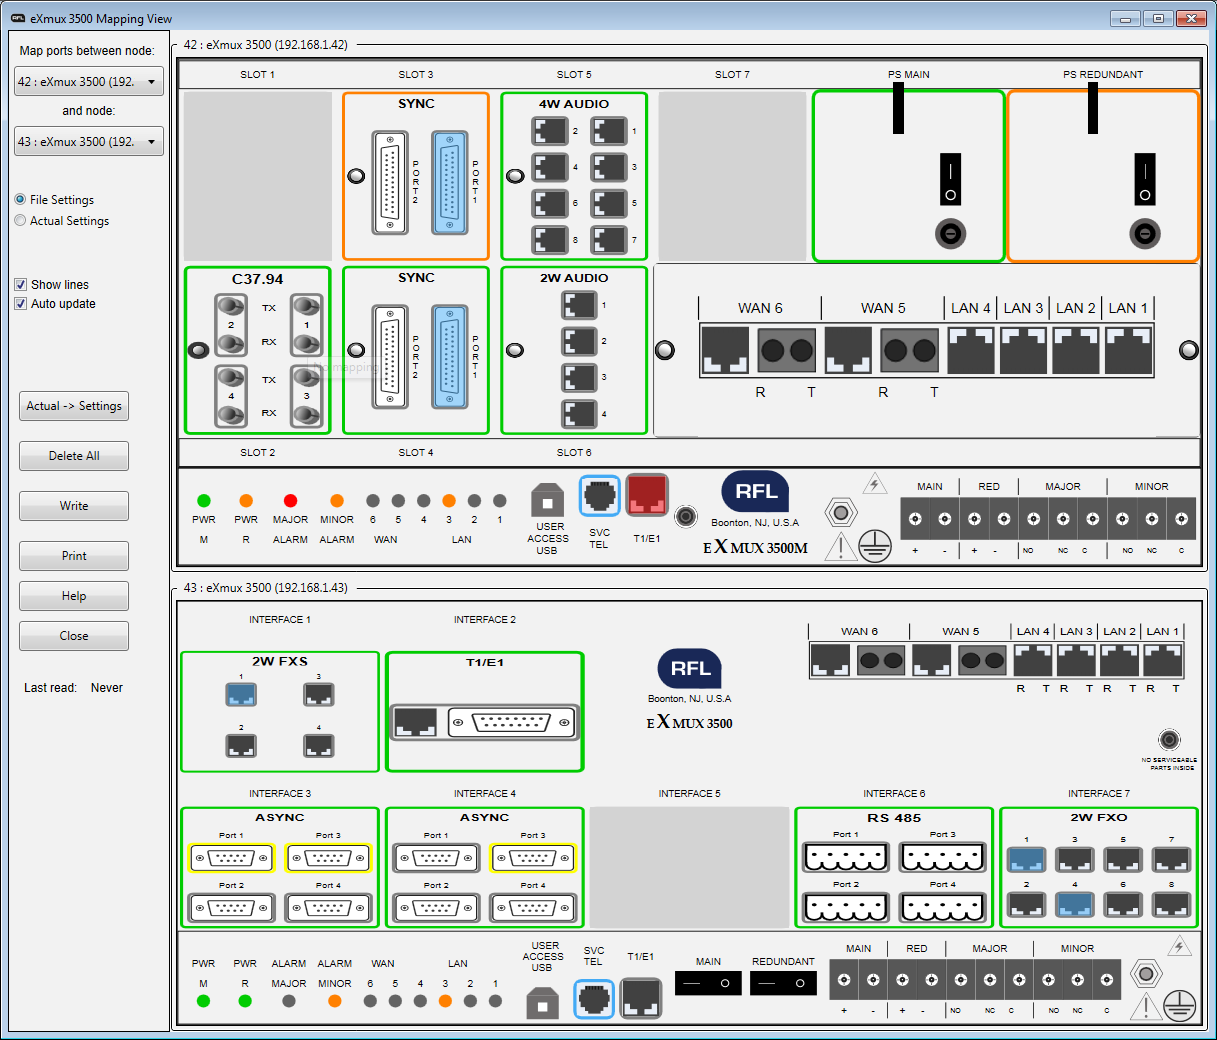 RFL eXmux 3500 Mapping View
Map ports between node:
42 : eXmux 3500 (192.
and node:
43 : eXmux 3500 (192.
File Settings
Actual Settings
Show lines
Auto update
Actual -> Settings
Delete All
Write
Print
Help
Close
Last read: Never
42 : eXmux 3500 (192.168.1.42)
SLOT 1 SLOT 3 SLOT 5 SLOT 7 PS MAIN PS REDUNDANT
SYNC
PORT2
PORT1
4W AUDIO
2 1
4 3
6 5
8 7
C37.94
TX
2 1
RX
TX
4 3
RX
No mapping
SYNC
PORT2
PORT1
2W AUDIO
1
2
3
4
WAN 6 WAN 5 LAN 4 LAN 3 LAN 2 LAN 1
R T R T
SLOT 2 SLOT 4 SLOT 6
PWR PWR MAJOR MINOR 6 5 4 3 2 1
M R ALARM ALARM WAN LAN
USER
ACCESS
USB
SVC
TEL
T1/E1
RFL
Boonton, NJ, U.S.A
EXMUX 3500M
MAIN RED MAJOR MINOR
+ - + - NO NC C NO NC C
43 : eXmux 3500 (192.168.1.43)
INTERFACE 1 INTERFACE 2
2W FXS
1 3
2 4
T1/E1
RFL
Boonton, NJ, U.S.A
EXMUX 3500
WAN 6 WAN 5 LAN 4 LAN 3 LAN 2 LAN 1
R T R T R T R T
NO SERVICEABLE
PARTS INSIDE
INTERFACE 3 INTERFACE 4 INTERFACE 5 INTERFACE 6 INTERFACE 7
ASYNC
Port 1 Port 3
Port 2 Port 4
ASYNC
Port 1 Port 3
Port 2 Port 4
RS 485
Port 1 Port 3
Port 2 Port 4
2W FXO
1 3 5 7
2 4 6 8
PWR PWR ALARM ALARM WAN LAN
M R MAJOR MINOR 6 5 4 3 2 1
USER
ACCESS
USB
SVC
TEL
T1/E1
MAIN REDUNDANT
MAIN RED MAJOR MINOR
+ - + - NO NC C NO NC C